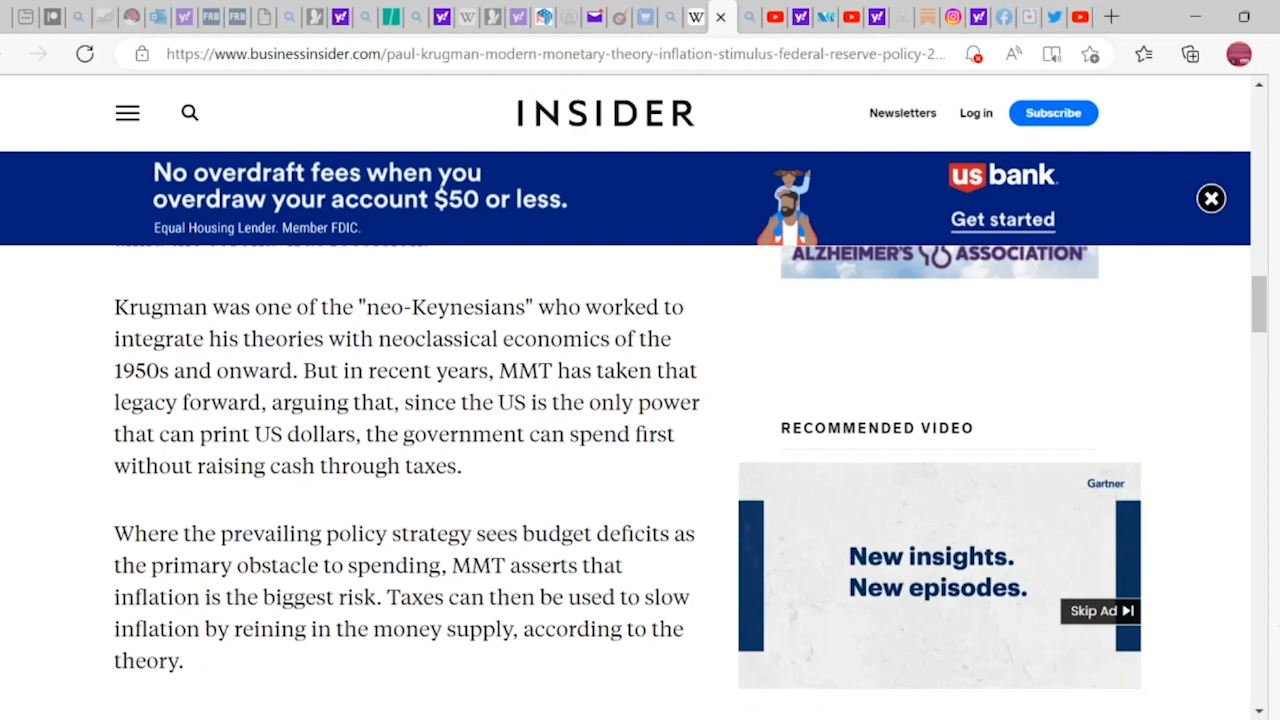 FRB
FRB
W
W
https://www.businessinsider.com/paul-krugman-modern-monetary-theory-inflation-stimulus-federal-reserve-policy-2...
INSIDER
Newsletters
Log in
Subscribe
No overdraft fees when you
overdraw your account $50 or less.
Equal Housing Lender. Member FDIC.
us bank.
Get started
ALZHEIMER'S ASSOCIATION®
Krugman was one of the "neo-Keynesians" who worked to
integrate his theories with neoclassical economics of the
1950s and onward. But in recent years, MMT has taken that
legacy forward, arguing that, since the US is the only power
that can print US dollars, the government can spend first
without raising cash through taxes.
Where the prevailing policy strategy sees budget deficits as
the primary obstacle to spending, MMT asserts that
inflation is the biggest risk. Taxes can then be used to slow
inflation by reining in the money supply, according to the
theory.
RECOMMENDED VIDEO
Gartner
New insights.
New episodes.
Skip Ad